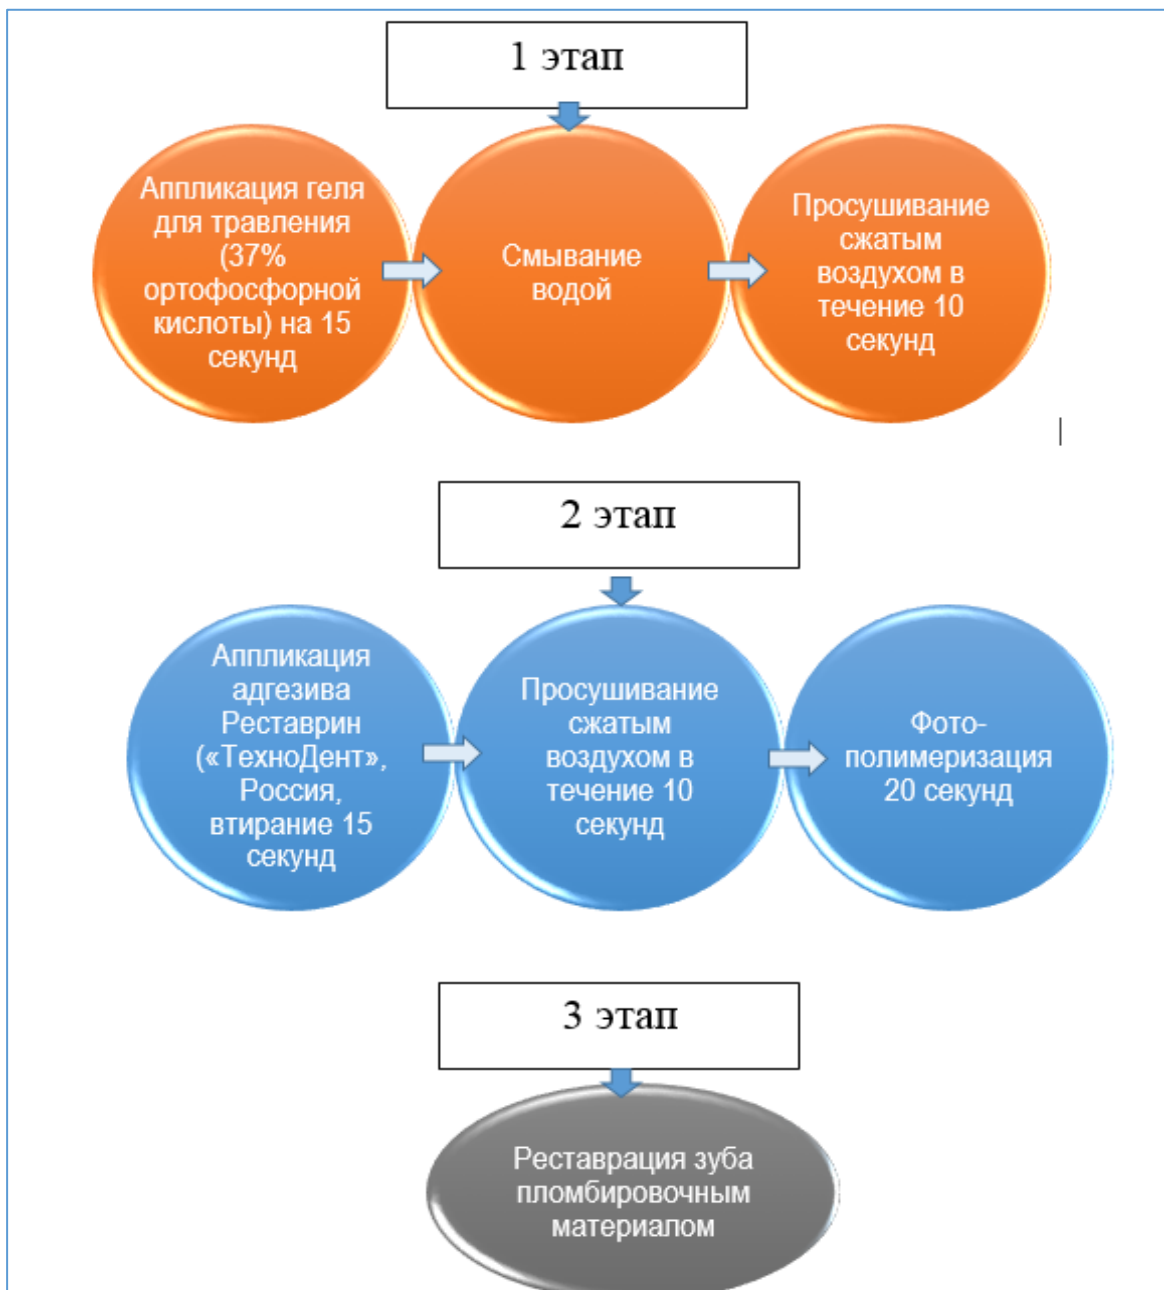 1 этап
Аппликация геля
для травления
(37%
ортофосфорной
кислоты) на 15
секунд
Смывание
водой
Просушивание
сжатым
воздухом в
течение 10
секунд
2 этап
Аппликация
адгезива
Реставрин
(«ТехноДент»,
Россия,
втирание 15
секунд
Просушивание
сжатым
воздухом в
течение 10
секунд
Фото-
полимеризация
20 секунд
3 этап
Реставрация зуба
пломбировочным
материалом